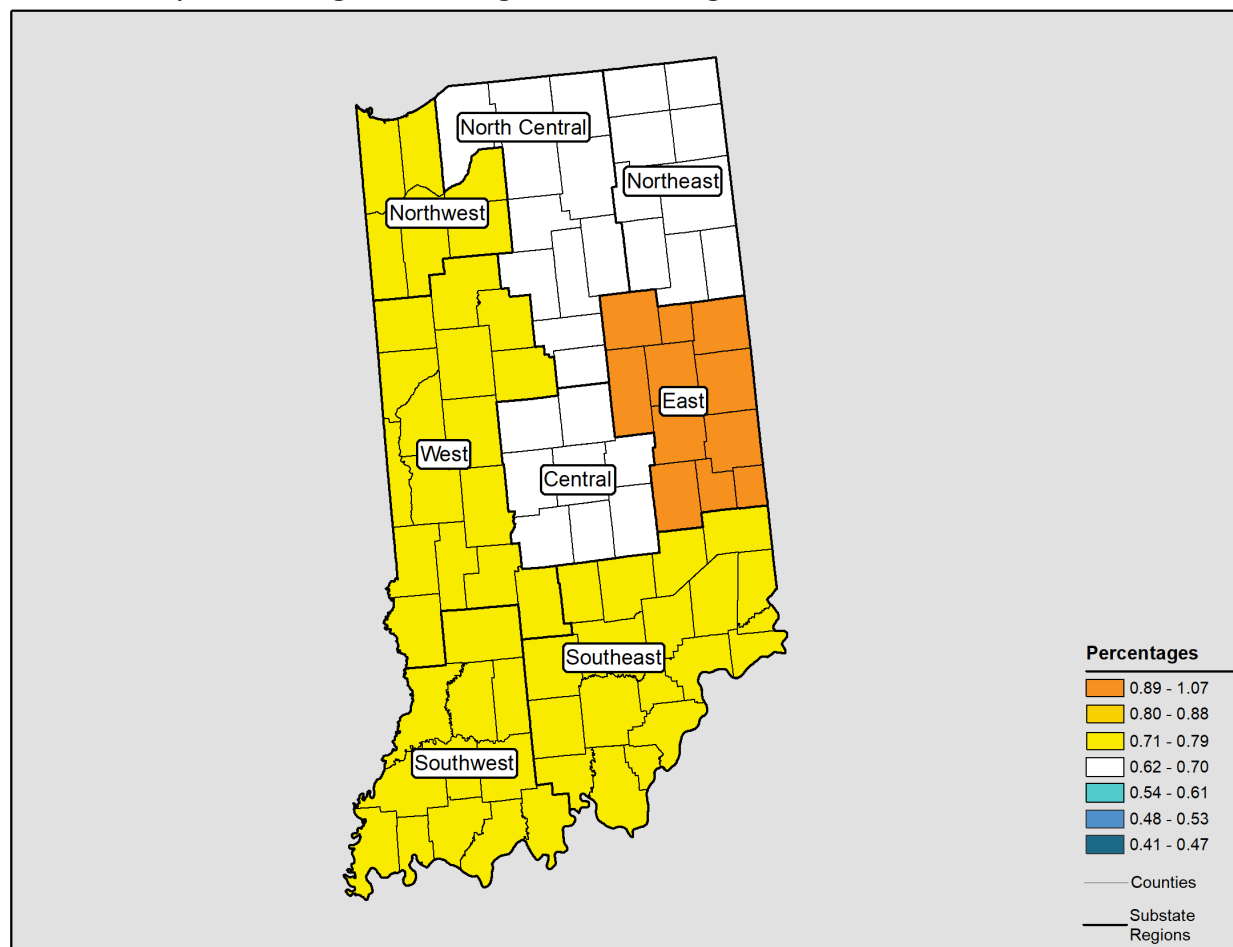 North Central
Northeast
Northwest
East
West
Central
Southeast
Southwest
Percentages
0.89 - 1.07
0.80 - 0.88
0.71 - 0.79
0.62 - 0.70
0.54 - 0.61
0.48 - 0.53
0.41 - 0.47
Counties
Substate
Regions